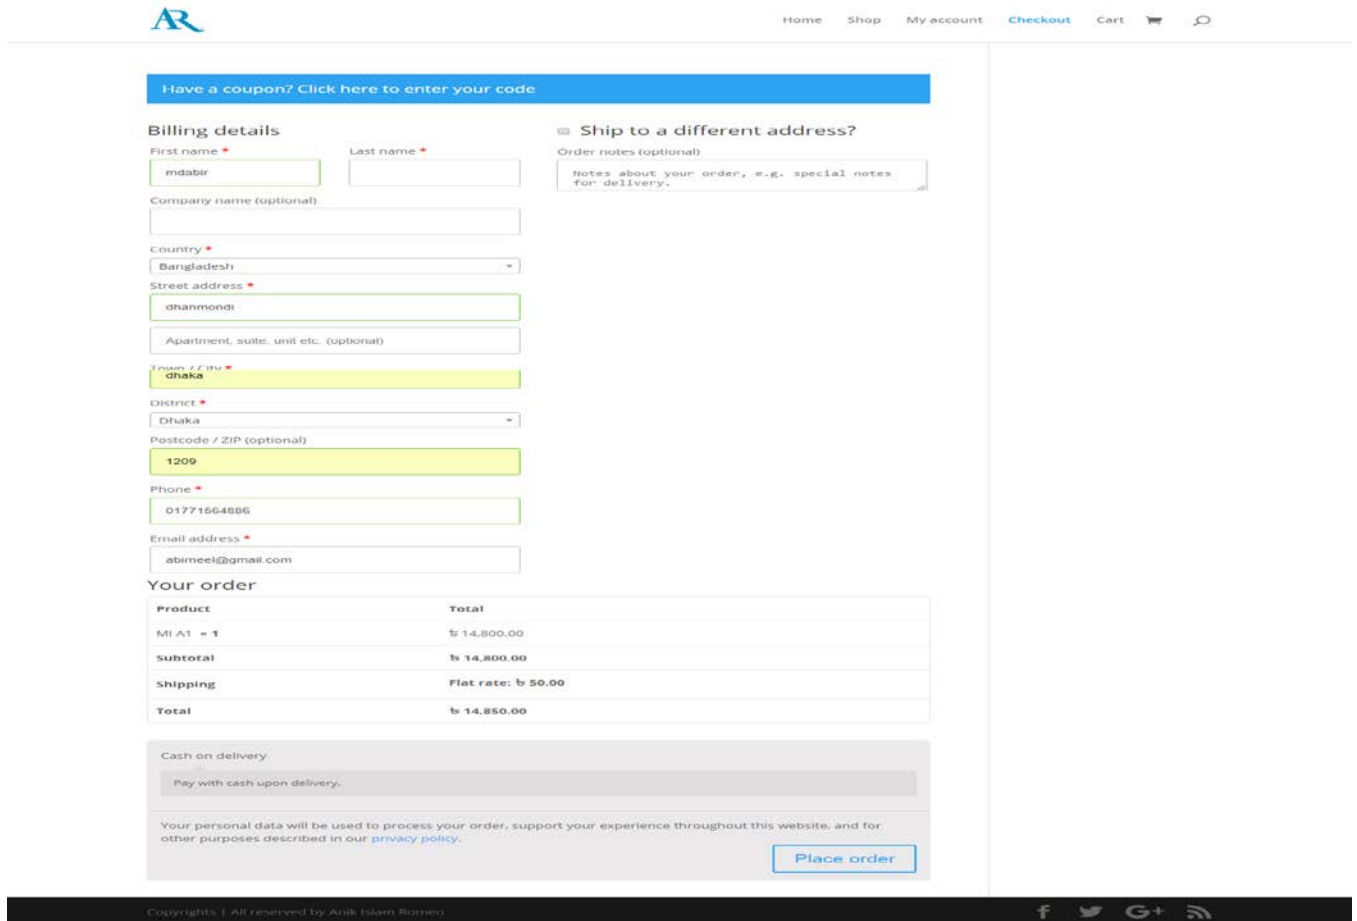 AR
Home Shop My account Checkout Cart
Have a coupon? Click here to enter your code
Billing details
Ship to a different address?
First name * Last name *
Order notes (optional)
mdabir
Notes about your order, e.g. special notes
for delivery.
Company name (optional)
Country *
Bangladesh
Street address *
dhanmondi
Apartment, suite, unit etc. (optional)
Town / City *
dhaka
District *
Dhaka
Postcode / ZIP (optional)
1209
Phone *
01771664886
Email address *
abirneel@gmail.com
Your order
Product Total
MI A1 × 1 ৳ 14,800.00
Subtotal ৳ 14,800.00
Shipping Flat rate: ৳ 50.00
Total ৳ 14,850.00
Cash on delivery
Pay with cash upon delivery.
Your personal data will be used to process your order, support your experience throughout this website, and for
other purposes described in our privacy policy.
Place order
Copyrights | All reserved by Anik Islam Romeo